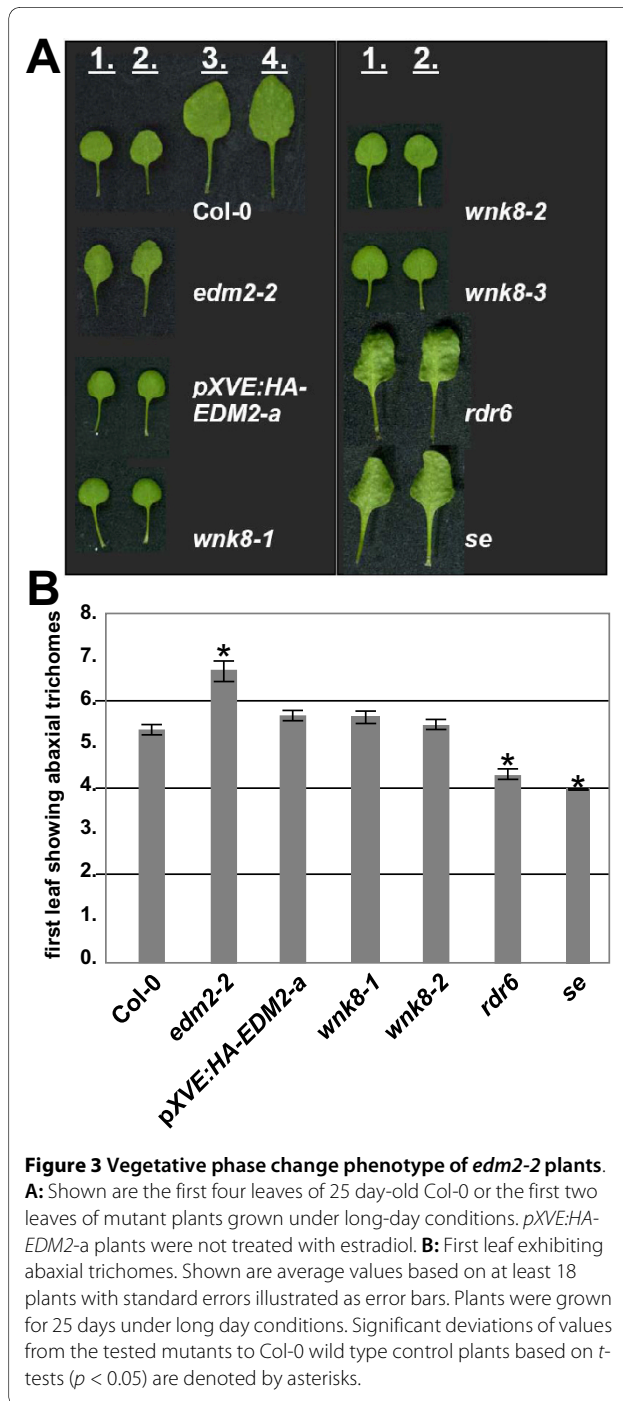 A
1. 2. 3. 4.
1. 2.
Col-0
edm2-2
pXVE:HA-
EDM2-a
wnk8-1
wnk8-2
wnk8-3
rdr6
se
B
first leaf showing abaxial trichomes
8.
7.
6.
5.
4.
3.
2.
1.
0.
*
*
*
Col-0
edm2-2
pXVE:HA-EDM2-a
wnk8-1
wnk8-2
rdr6
se
Figure 3 Vegetative phase change phenotype of edm2-2 plants.
A: Shown are the first four leaves of 25 day-old Col-0 or the first two
leaves of mutant plants grown under long-day conditions. pXVE:HA-
EDM2-a plants were not treated with estradiol. B: First leaf exhibiting
abaxial trichomes. Shown are average values based on at least 18
plants with standard errors illustrated as error bars. Plants were grown
for 25 days under long day conditions. Significant deviations of values
from the tested mutants to Col-0 wild type control plants based on t-
tests (p < 0.05) are denoted by asterisks.